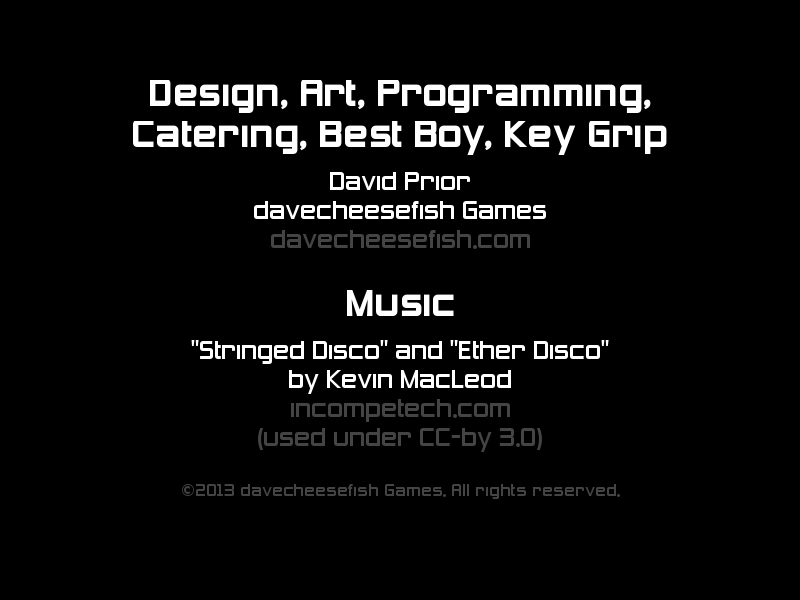 Design, Art, Programming,
Catering, Best Boy, Key Grip
David Prior
davecheesefish Games
davecheesefish.com
Music
"Stringed Disco" and "Ether Disco"
by Kevin MacLeod
incompetech.com
(used under CC-by 3.0)
©2013 davecheesefish Games. All rights reserved.